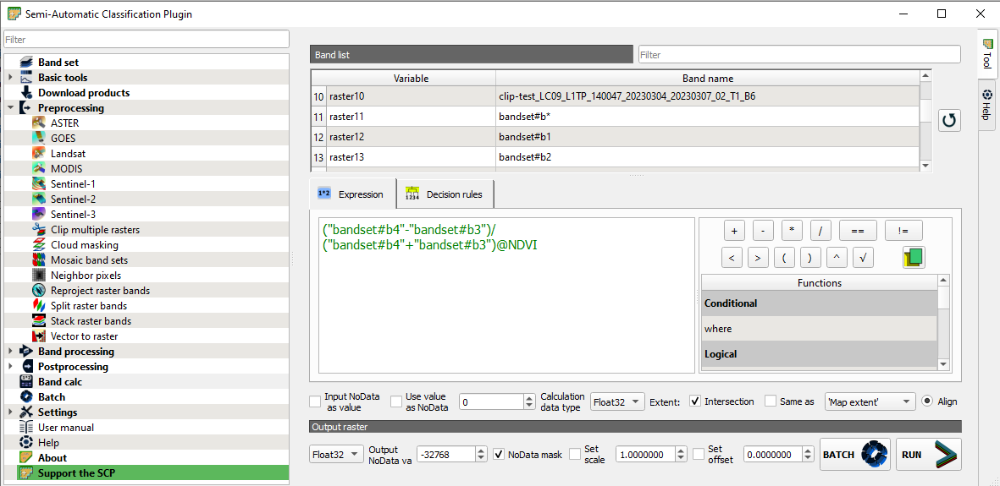 Semi-Automatic Classification Plugin
Filter
Band set
Basic tools
Download products
Preprocessing
ASTER
GOES
Landsat
MODIS
Sentinel-1
Sentinel-2
Sentinel-3
Clip multiple rasters
Cloud masking
Mosaic band sets
Neighbor pixels
Reproject raster bands
Split raster bands
Stack raster bands
Vector to raster
Band processing
Postprocessing
Band calc
Batch
Settings
User manual
Help
About
Support the SCP
Band list
Filter
Variable Band name
10 raster10 clip-test_LC09_L1TP_140047_20230304_20230307_02_T1_B6
11 raster11 bandset#b*
12 raster12 bandset#b1
13 raster13 bandset#b2
1*2 Expression
1234 Decision rules
("bandset#b4"-"bandset#b3")/
("bandset#b4"+"bandset#b3")@NDVI
+ - * / == !=
< > ( ) ^ √
Functions
Conditional
where
Logical
Input NoData
as value
Use value
as NoData
0
Calculation
data type
Float32
Extent:
Intersection
Same as
'Map extent'
Align
Output raster
Float32
Output
NoData va
-32768
NoData mask
Set
scale
1.0000000
Set
offset
0.0000000
BATCH
RUN
Tool
Help